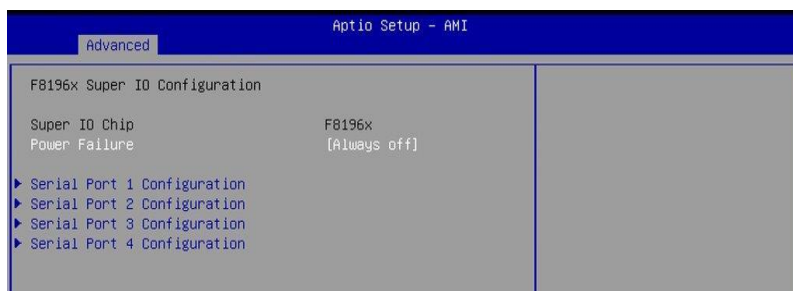 Aptio Setup - AMI
Advanced
F8196x Super IO Configuration
Super IO Chip F8196x
Power Failure [Always off]
Serial Port 1 Configuration
Serial Port 2 Configuration
Serial Port 3 Configuration
Serial Port 4 Configuration